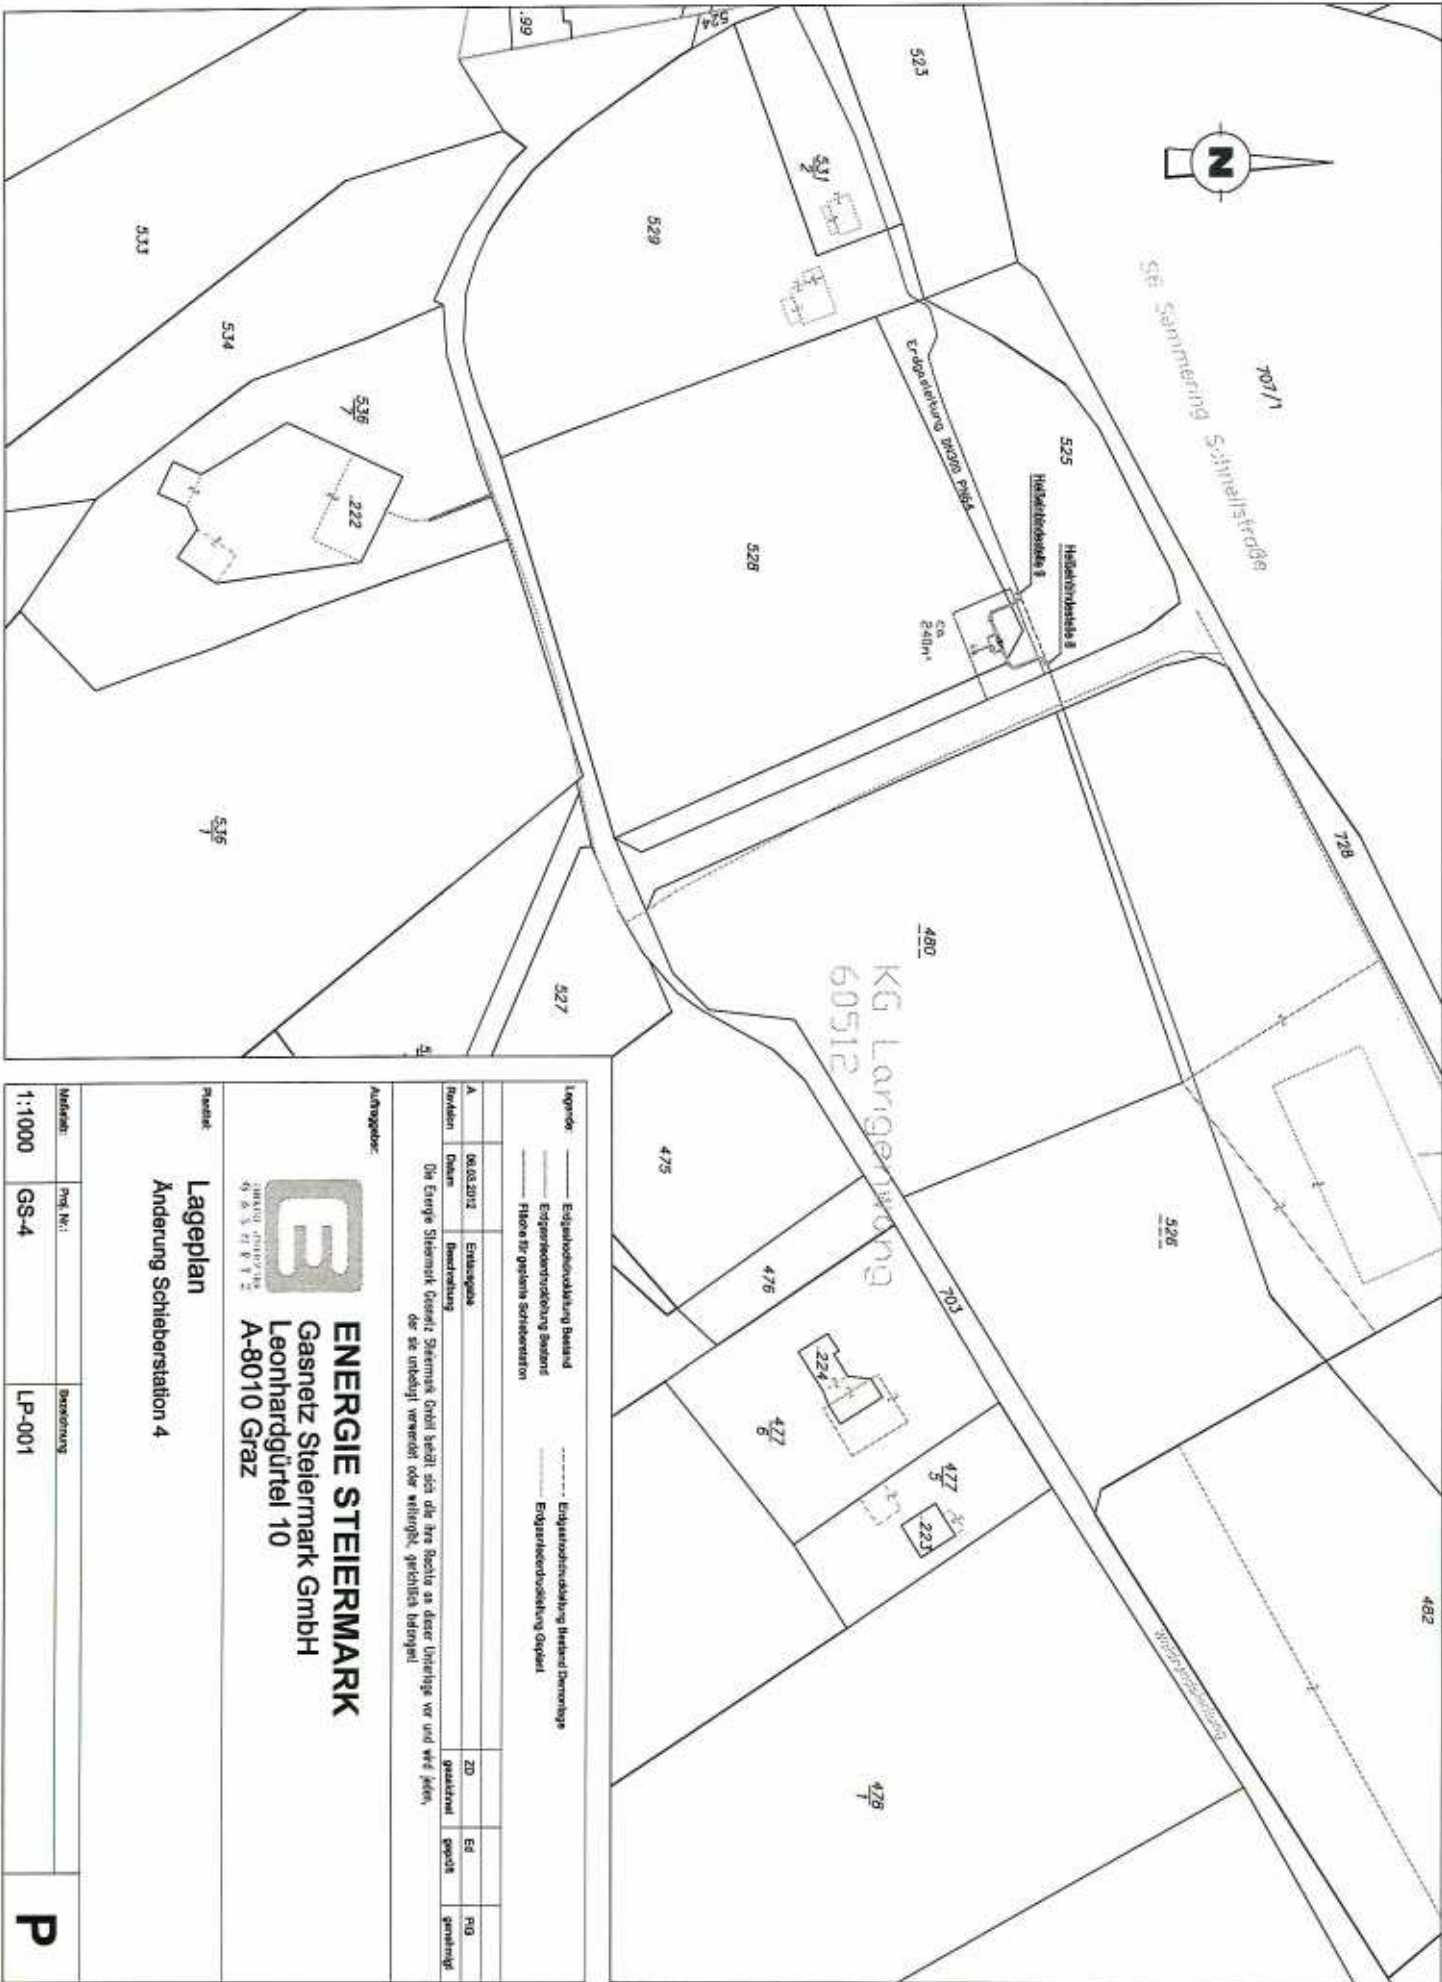 N
S6 Semmering Schnellstraße
707/1
728
482
523
525
Heißeinbindestelle 9
Heißeinbindestelle 8
526
531
2
Erdgasleitung DN300 PN64
ca
240m²
480
KG Langenwang
60512
703
529
528
.99
476
.224
477
5
.223
477
6
478
1
475
527
533
534
536
7
.222
536
1
Legende:
Erdgashochdruckleitung Bestand
Erdgashochdruckleitung Bestand Demontage
Erdgasniederdruckleitung Bestand
Erdgasniederdruckleitung Geplant
Fläche für geplante Schieberstation
A 06.03.2012 Erstausgabe ZD Ed
Revision Datum Beschreibung gezeichnet geprüft genehmigt
Die Energie Steiermark Gasnetz Steiermark GmbH behält sich alle ihre Rechte an dieser Unterlage vor und wird jeden,
der sie unbefugt verwendet oder weitergibt, gerichtlich belangen!
Auftraggeber:
ENERGIE STEIERMARK
Gasnetz Steiermark GmbH
Leonhardgürtel 10
A-8010 Graz
Plantitel:
Lageplan
Änderung Schieberstation 4
Maßstab: Proj. Nr.: Bezeichnung
1:1000 GS-4 LP-001
P